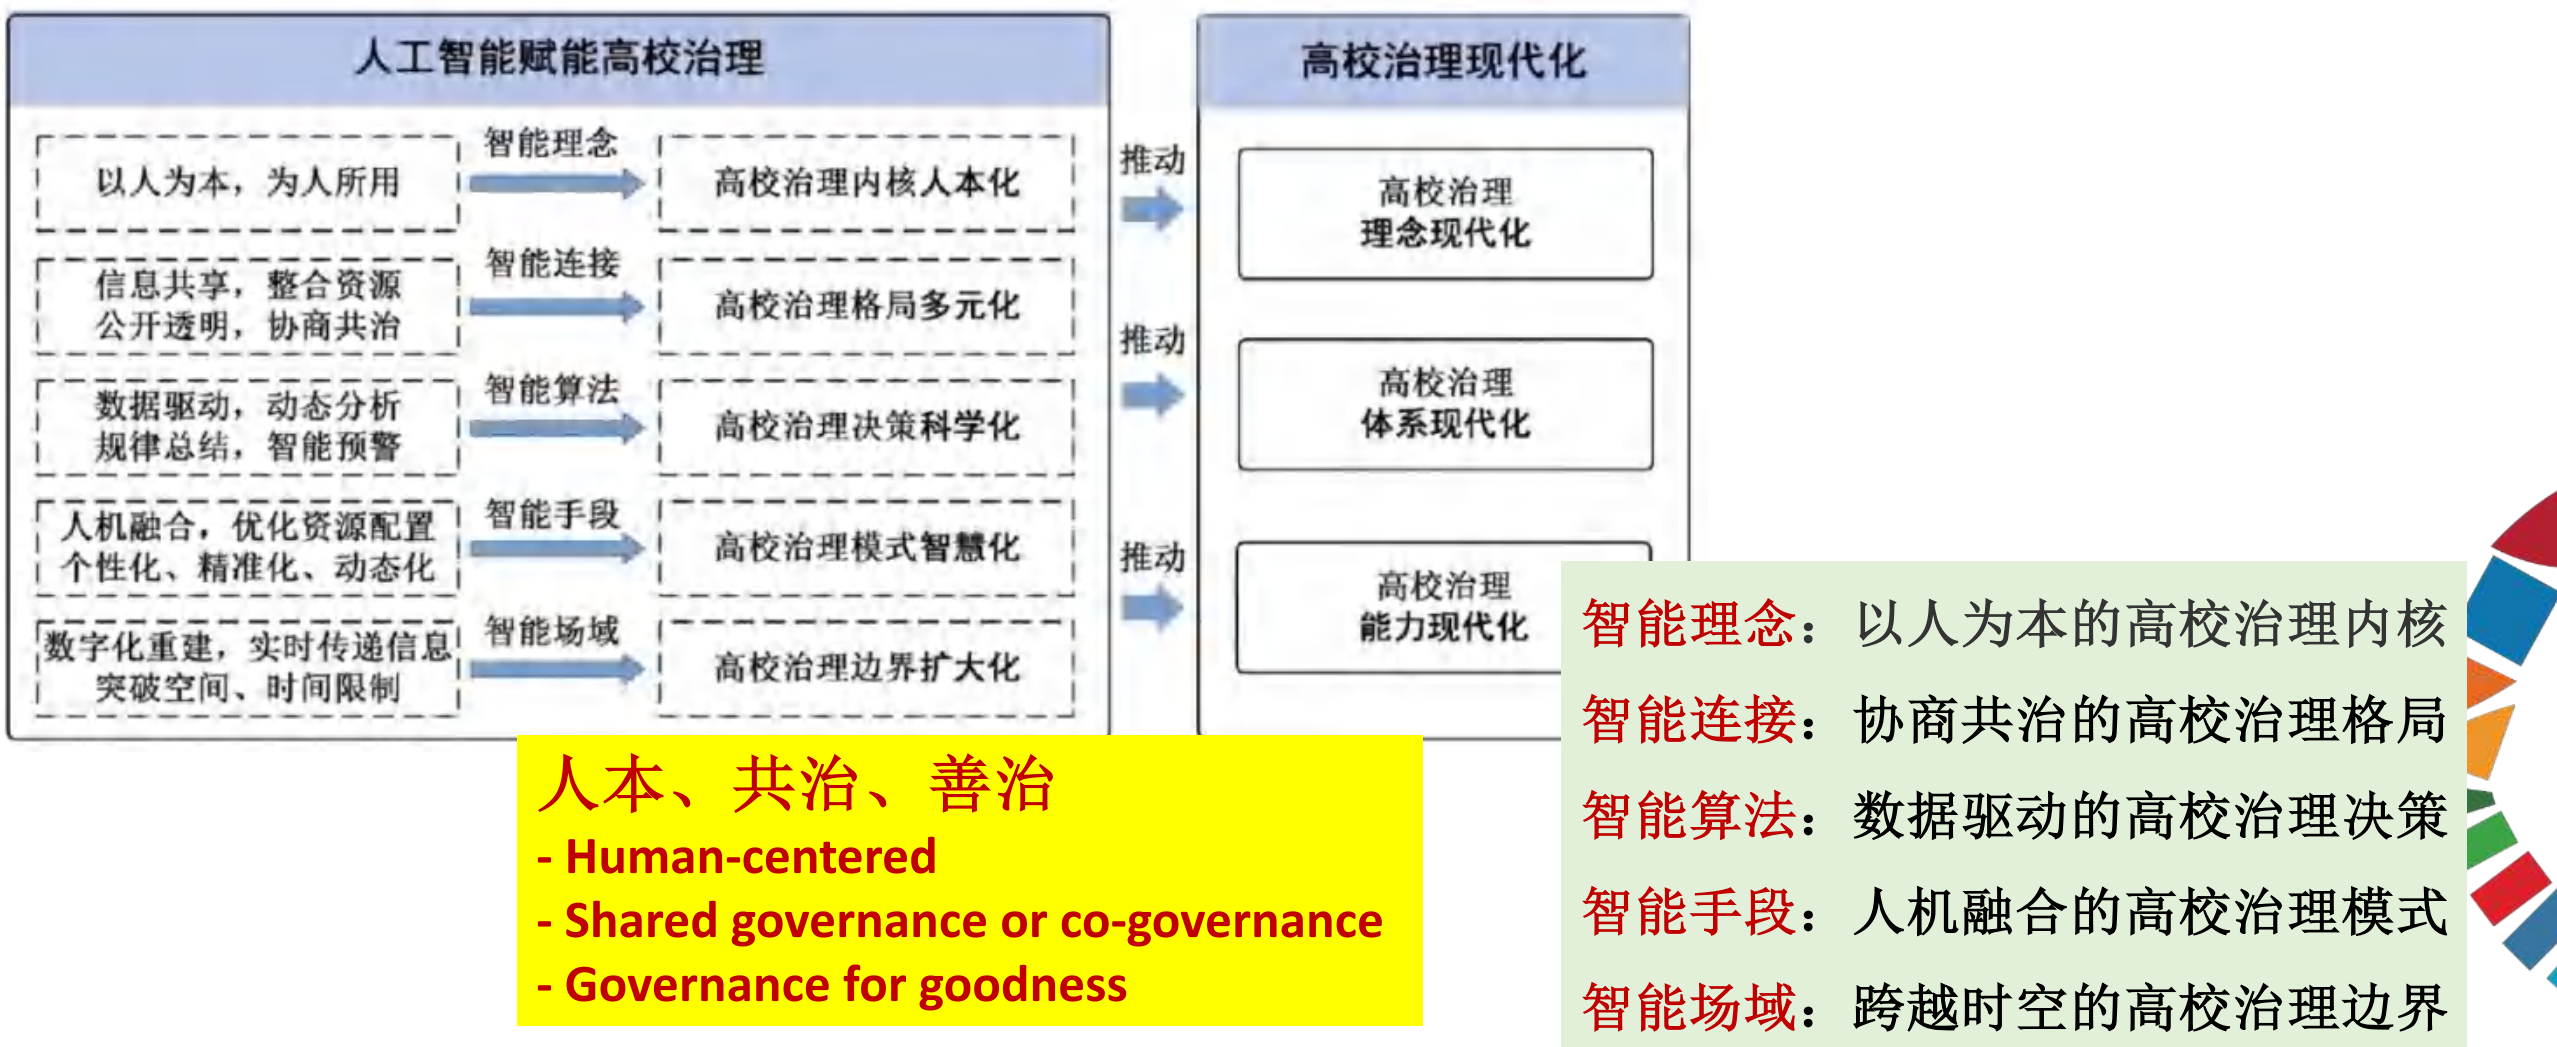 人工智能赋能高校治理
以人为本，为人所用
智能理念
高校治理内核人本化
信息共享，整合资源
公开透明，协商共治
智能连接
高校治理格局多元化
数据驱动，动态分析
规律总结，智能预警
智能算法
高校治理决策科学化
人机融合，优化资源配置
个性化、精准化、动态化
智能手段
高校治理模式智慧化
数字化重建，实时传递信息
突破空间、时间限制
智能场域
高校治理边界扩大化
推动
推动
推动
高校治理现代化
高校治理
理念现代化
高校治理
体系现代化
高校治理
能力现代化
人本、共治、善治
- Human-centered
- Shared governance or co-governance
- Governance for goodness
智能理念：以人为本的高校治理内核
智能连接：协商共治的高校治理格局
智能算法：数据驱动的高校治理决策
智能手段：人机融合的高校治理模式
智能场域：跨越时空的高校治理边界